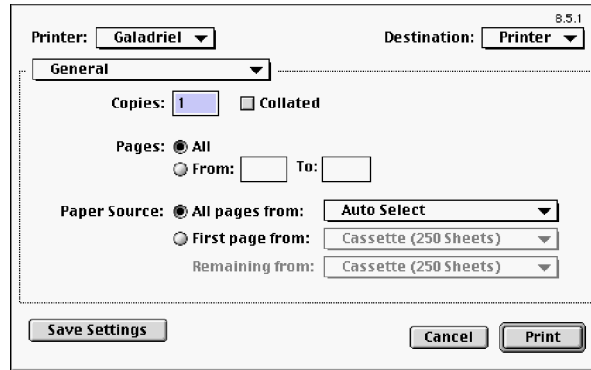 8.5.1
Printer: Galadriel Destination: Printer
General
Copies: 1 Collated
Pages: All
From: To:
Paper Source: All pages from: Auto Select
First page from: Cassette (250 Sheets)
Remaining from: Cassette (250 Sheets)
Save Settings Cancel Print